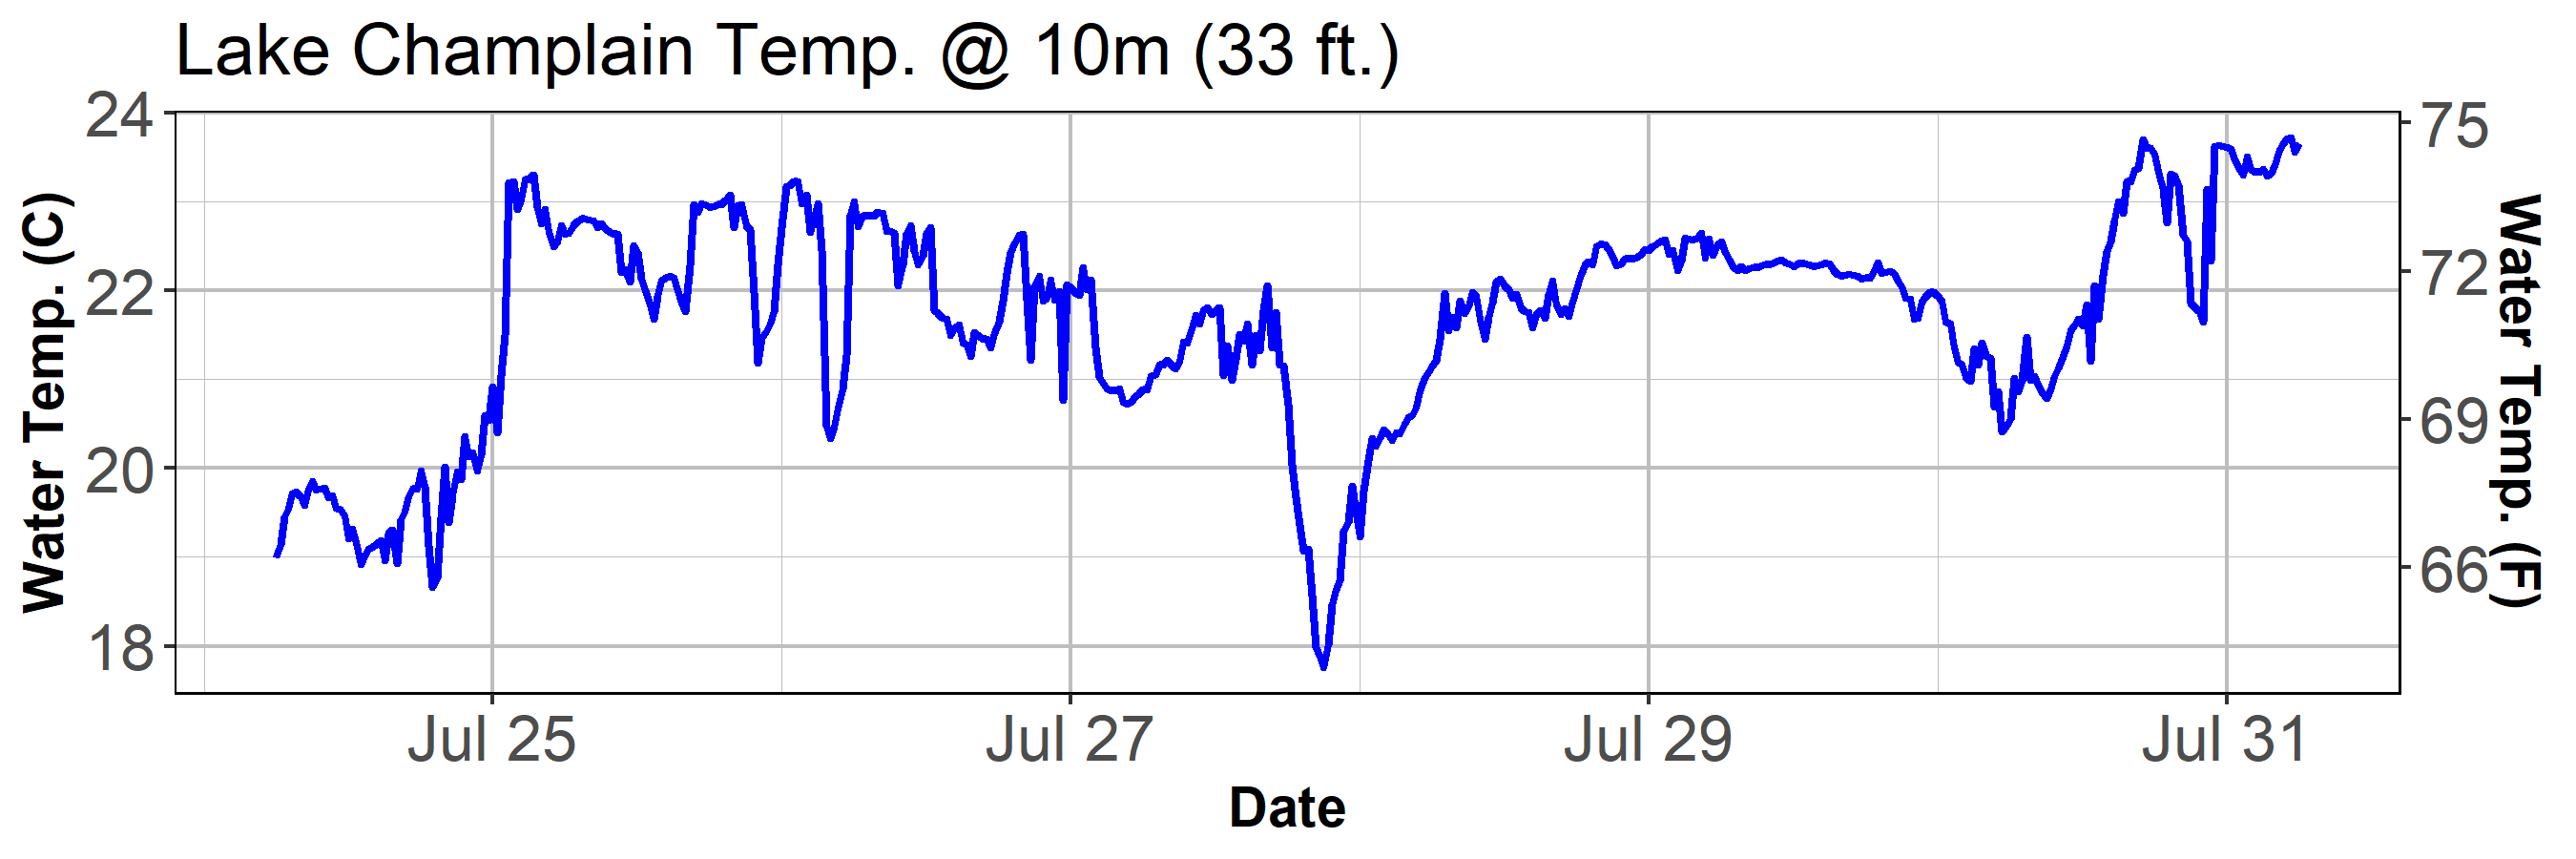 Lake Champlain Temp. @ 10m (33 ft.)
24
22
20
18
Water Temp. (C)
75
72
69
66
Water Temp. (F)
Jul 25
Jul 27
Jul 29
Jul 31
Date